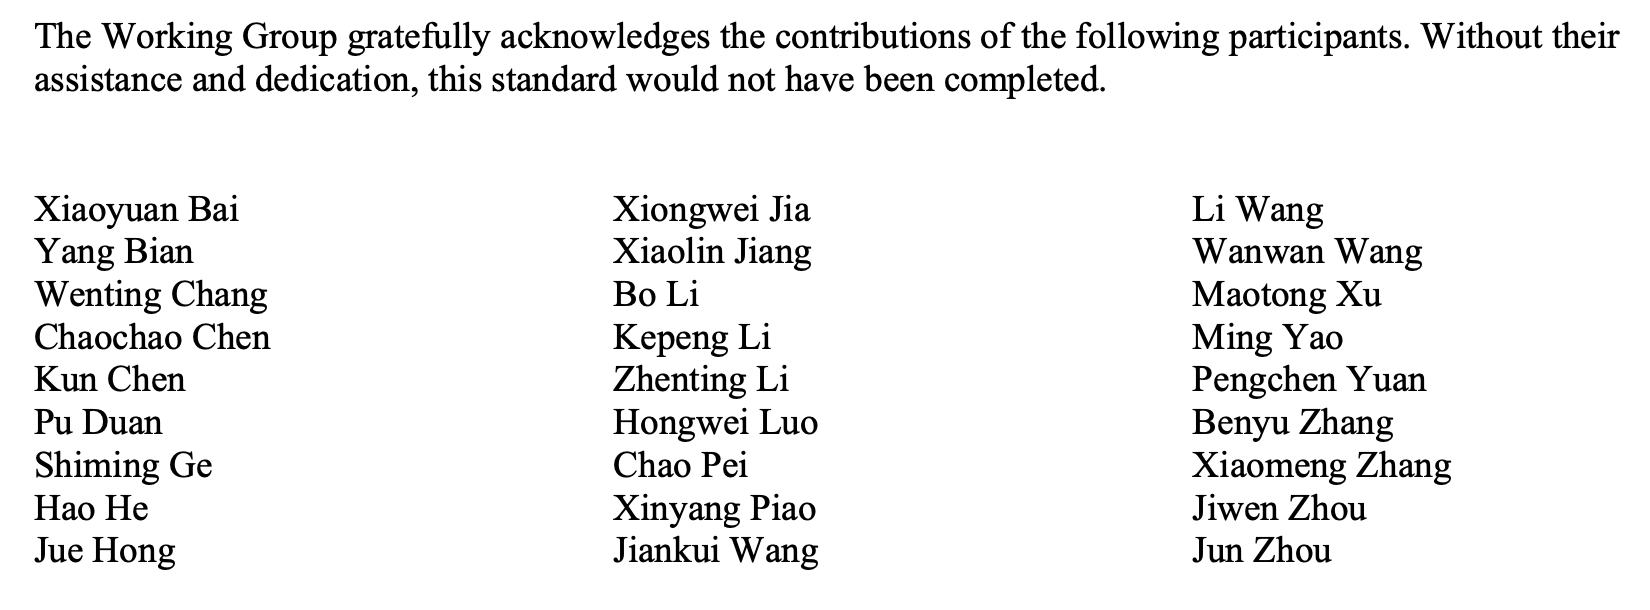 The Working Group gratefully acknowledges the contributions of the following participants. Without their
assistance and dedication, this standard would not have been completed.
Xiaoyuan Bai
Yang Bian
Wenting Chang
Chaochao Chen
Kun Chen
Pu Duan
Shiming Ge
Hao He
Jue Hong
Xiongwei Jia
Xiaolin Jiang
Bo Li
Kepeng Li
Zhenting Li
Hongwei Luo
Chao Pei
Xinyang Piao
Jiankui Wang
Li Wang
Wanwan Wang
Maotong Xu
Ming Yao
Pengchen Yuan
Benyu Zhang
Xiaomeng Zhang
Jiwen Zhou
Jun Zhou